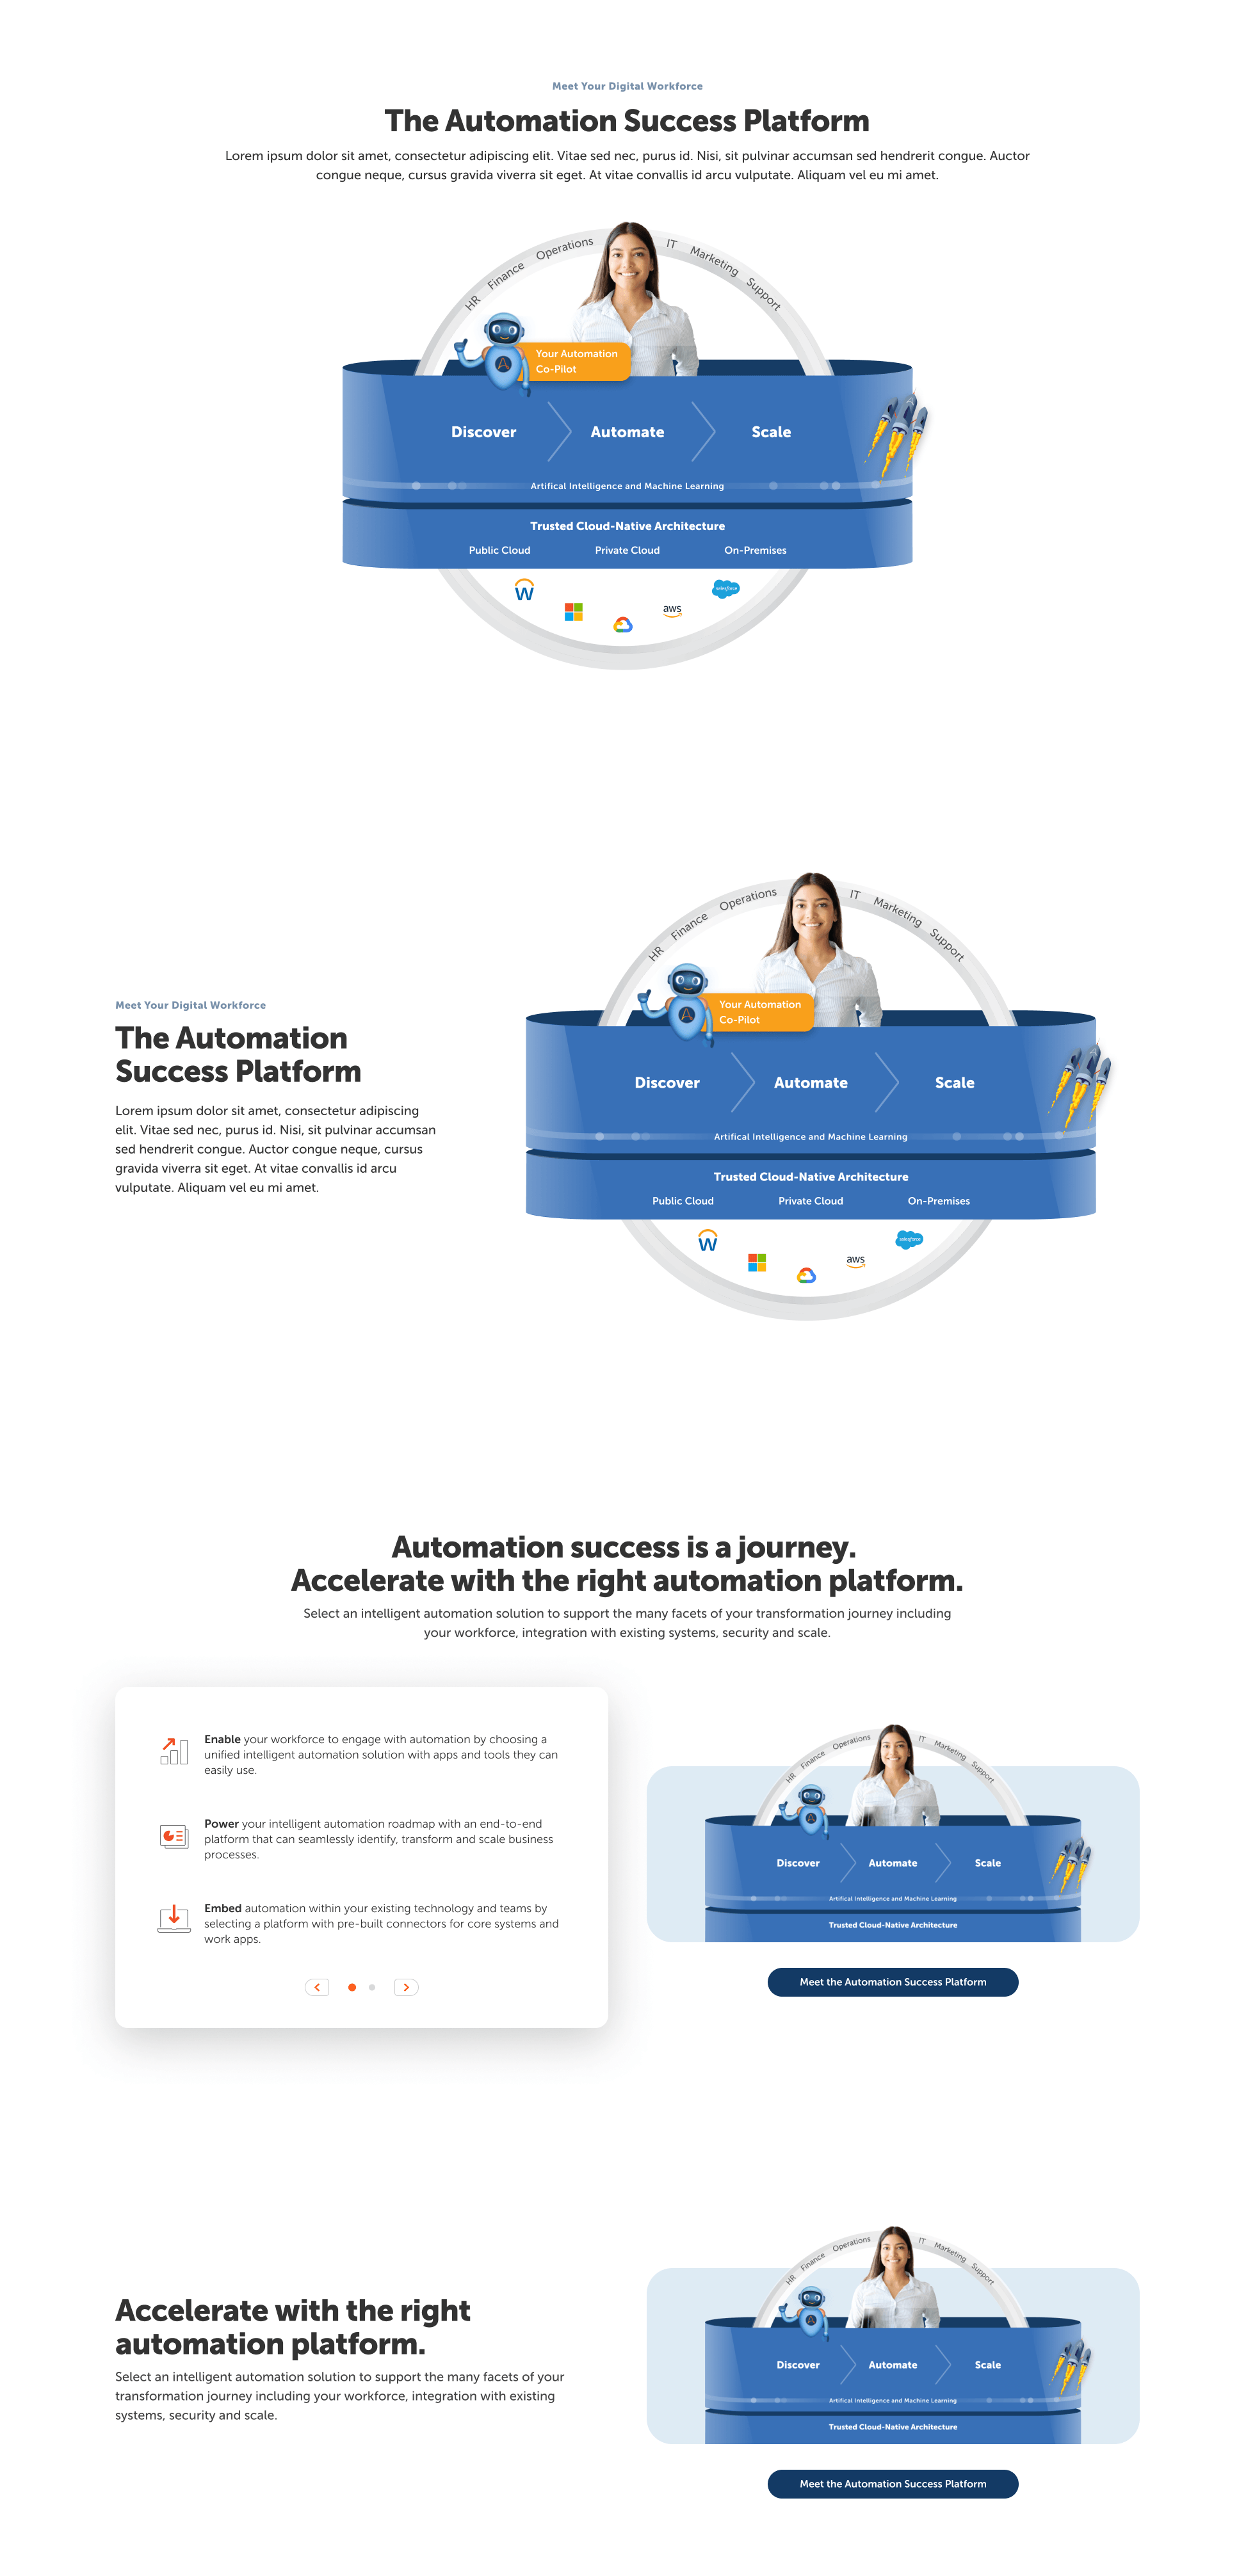 Meet Your Digital Workforce
The Automation Success Platform
Lorem ipsum dolor sit amet, consectetur adipiscing elit. Vitae sed nec, purus id. Nisi, sit pulvinar accumsan sed hendrerit congue. Auctor
congue neque, cursus gravida viverra sit eget. At vitae convallis id arcu vulputate. Aliquam vel eu mi amet.
HR Finance Operations IT Marketing Support
Your Automation
Co-Pilot
Discover Automate Scale
Artifical Intelligence and Machine Learning
Trusted Cloud-Native Architecture
Public Cloud Private Cloud On-Premises
W
salesforce
aws
HR Finance Operations IT Marketing Support
Your Automation
Co-Pilot
Meet Your Digital Workforce
The Automation
Success Platform
Lorem ipsum dolor sit amet, consectetur adipiscing
elit. Vitae sed nec, purus id. Nisi, sit pulvinar accumsan
sed hendrerit congue. Auctor congue neque, cursus
gravida viverra sit eget. At vitae convallis id arcu
vulputate. Aliquam vel eu mi amet.
Discover Automate Scale
Artifical Intelligence and Machine Learning
Trusted Cloud-Native Architecture
Public Cloud Private Cloud On-Premises
W
salesforce
aws
Automation success is a journey.
Accelerate with the right automation platform.
Select an intelligent automation solution to support the many facets of your transformation journey including
your workforce, integration with existing systems, security and scale.
Enable your workforce to engage with automation by choosing a
unified intelligent automation solution with apps and tools they can
easily use.
Power your intelligent automation roadmap with an end-to-end
platform that can seamlessly identify, transform and scale business
processes.
Embed automation within your existing technology and teams by
selecting a platform with pre-built connectors for core systems and
work apps.
HR Finance Operations IT Marketing Support
Discover Automate Scale
Artifical Intelligence and Machine Learning
Trusted Cloud-Native Architecture
Meet the Automation Success Platform
Accelerate with the right
automation platform.
Select an intelligent automation solution to support the many facets of your
transformation journey including your workforce, integration with existing
systems, security and scale.
HR Finance Operations IT Marketing Support
Discover Automate Scale
Artifical Intelligence and Machine Learning
Trusted Cloud-Native Architecture
Meet the Automation Success Platform